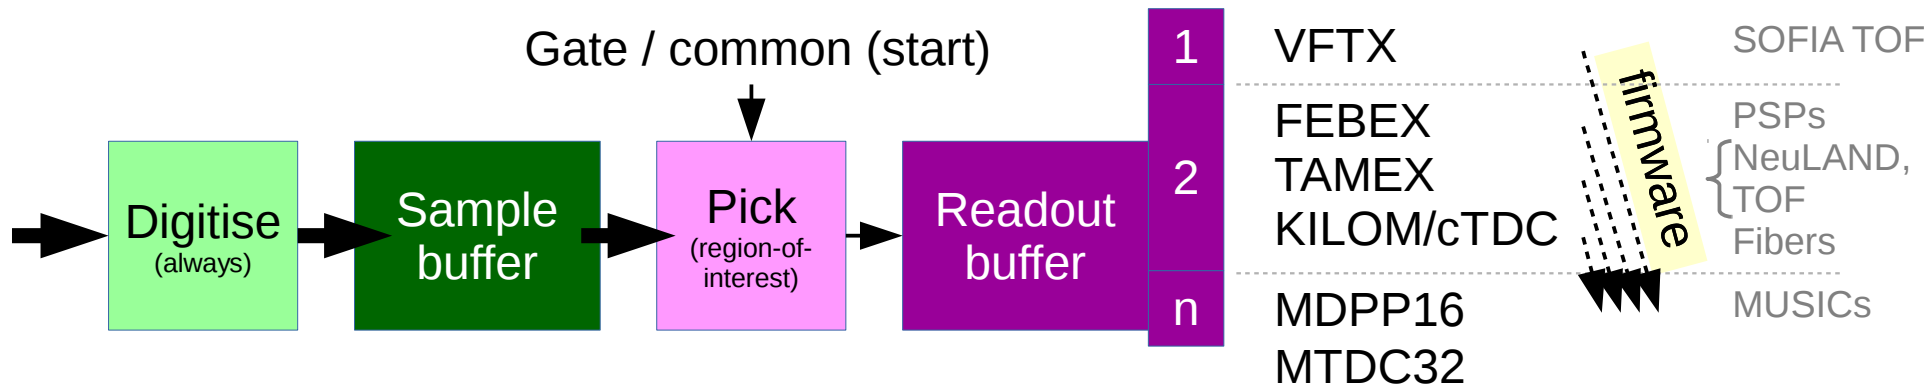 Gate / common (start)
Digitise
(always)
Sample
buffer
Pick
(region-of-
interest)
Readout
buffer
1
2
n
VFTX
FEBEX
TAMEX
KILOM/cTDC
MDPP16
MTDC32
firmware
SOFIA TOF
PSPs
NeuLAND,
TOF
Fibers
MUSICs